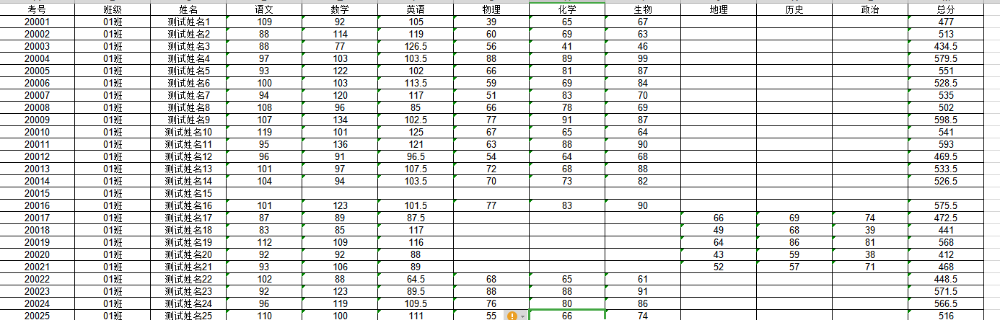 考号 班级 姓名 语文 数学 英语 物理 化学 生物 地理 历史 政治 总分
20001 01班 测试姓名1 109 92 105 39 65 67 477
20002 01班 测试姓名2 88 114 119 60 69 63 513
20003 01班 测试姓名3 88 77 126.5 56 41 46 434.5
20004 01班 测试姓名4 97 103 103.5 88 89 99 579.5
20005 01班 测试姓名5 93 122 102 66 81 87 551
20006 01班 测试姓名6 100 103 113.5 59 69 84 528.5
20007 01班 测试姓名7 94 120 117 51 83 70 535
20008 01班 测试姓名8 108 96 85 66 78 69 502
20009 01班 测试姓名9 107 134 102.5 77 91 87 598.5
20010 01班 测试姓名10 119 101 125 67 65 64 541
20011 01班 测试姓名11 95 136 121 63 88 90 593
20012 01班 测试姓名12 96 91 96.5 54 64 68 469.5
20013 01班 测试姓名13 101 97 107.5 72 68 88 533.5
20014 01班 测试姓名14 104 94 103.5 70 73 82 526.5
20015 01班 测试姓名15
20016 01班 测试姓名16 101 123 101.5 77 83 90 575.5
20017 01班 测试姓名17 87 89 87.5 66 69 74 472.5
20018 01班 测试姓名18 83 85 117 49 68 39 441
20019 01班 测试姓名19 112 109 116 64 86 81 568
20020 01班 测试姓名20 92 92 88 43 59 38 412
20021 01班 测试姓名21 93 106 89 52 57 71 468
20022 01班 测试姓名22 102 88 64.5 68 65 61 448.5
20023 01班 测试姓名23 92 123 89.5 88 88 91 571.5
20024 01班 测试姓名24 96 119 109.5 76 80 86 566.5
20025 01班 测试姓名25 110 100 111 55 66 74 516